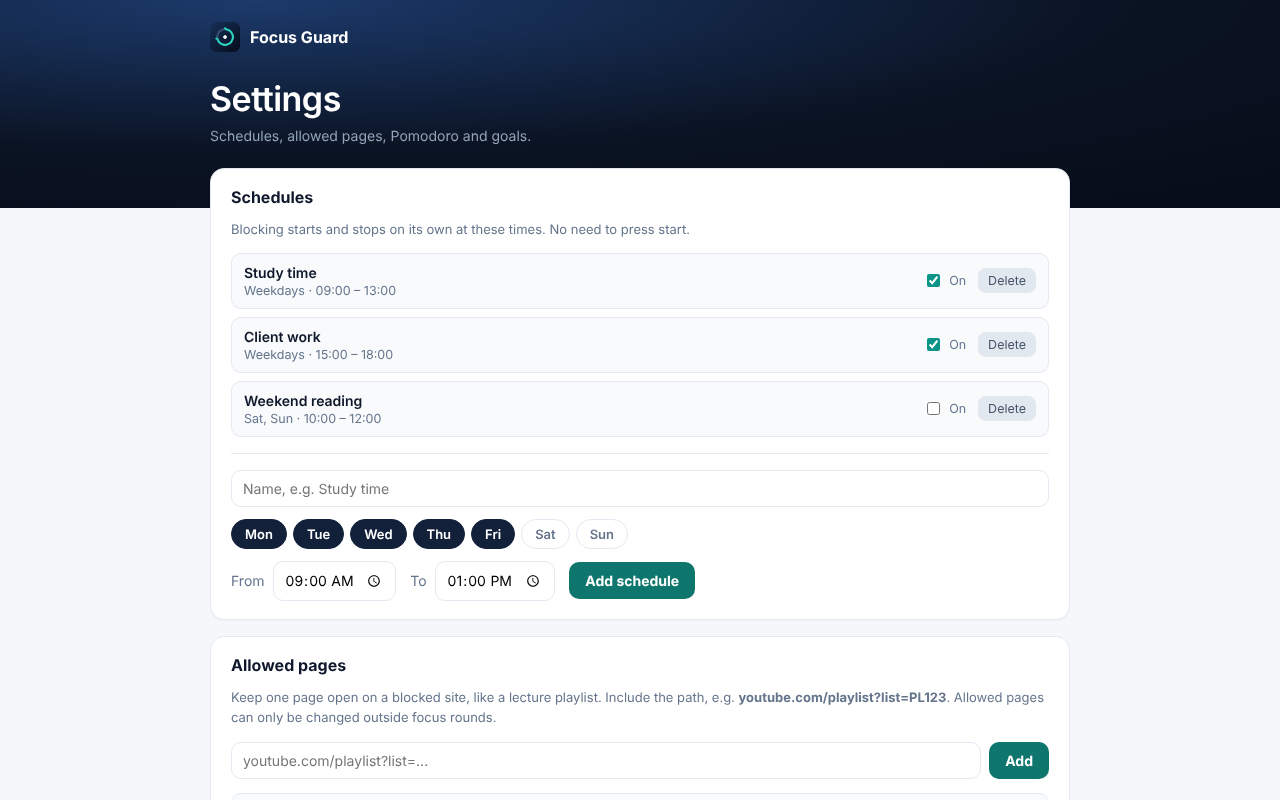 Focus Guard
Settings
Schedules, allowed pages, Pomodoro and goals.
Schedules
Blocking starts and stops on its own at these times. No need to press start.
Study time
Weekdays · 09:00 – 13:00
On
Delete
Client work
Weekdays · 15:00 – 18:00
On
Delete
Weekend reading
Sat, Sun · 10:00 – 12:00
On
Delete
Name, e.g. Study time
Mon Tue Wed Thu Fri Sat Sun
From 09:00 AM To 01:00 PM Add schedule
Allowed pages
Keep one page open on a blocked site, like a lecture playlist. Include the path, e.g. youtube.com/playlist?list=PL123. Allowed pages
can only be changed outside focus rounds.
youtube.com/playlist?list=... Add